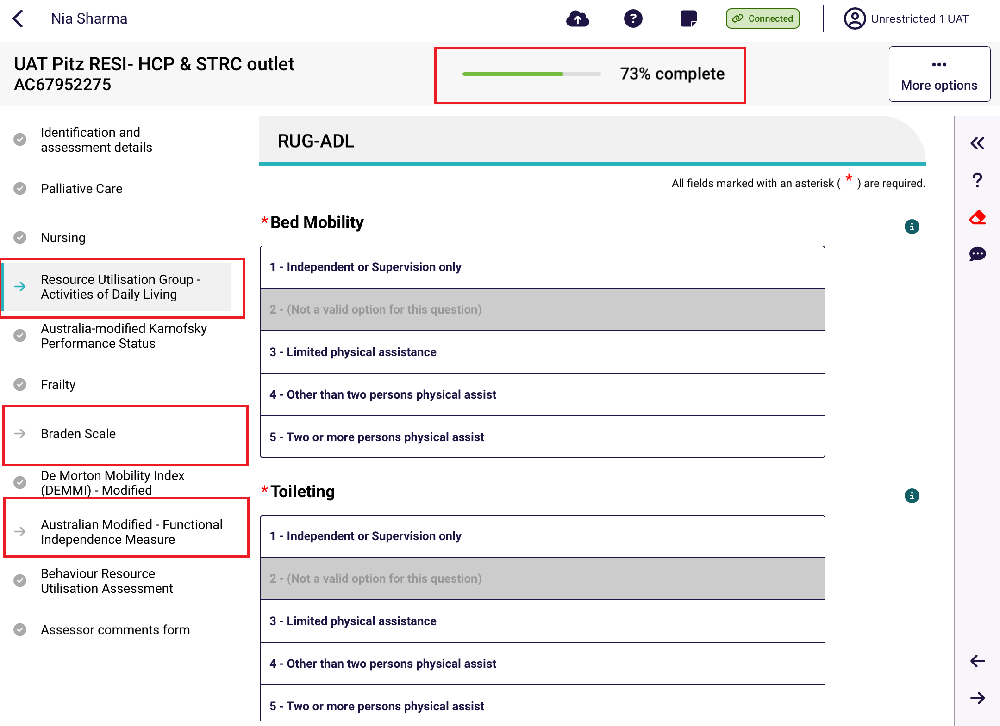 Nia Sharma
Connected
Unrestricted 1 UAT
UAT Pitz RESI- HCP & STRC outlet
AC67952275
73% complete
More options
Identification and
assessment details
Palliative Care
Nursing
Resource Utilisation Group -
Activities of Daily Living
Australia-modified Karnofsky
Performance Status
Frailty
Braden Scale
De Morton Mobility Index
(DEMMI) - Modified
Australian Modified - Functional
Independence Measure
Behaviour Resource
Utilisation Assessment
Assessor comments form
RUG-ADL
All fields marked with an asterisk ( * ) are required.
* Bed Mobility
1 - Independent or Supervision only
2 - (Not a valid option for this question)
3 - Limited physical assistance
4 - Other than two persons physical assist
5 - Two or more persons physical assist
* Toileting
1 - Independent or Supervision only
2 - (Not a valid option for this question)
3 - Limited physical assistance
4 - Other than two persons physical assist
5 - Two or more persons physical assist